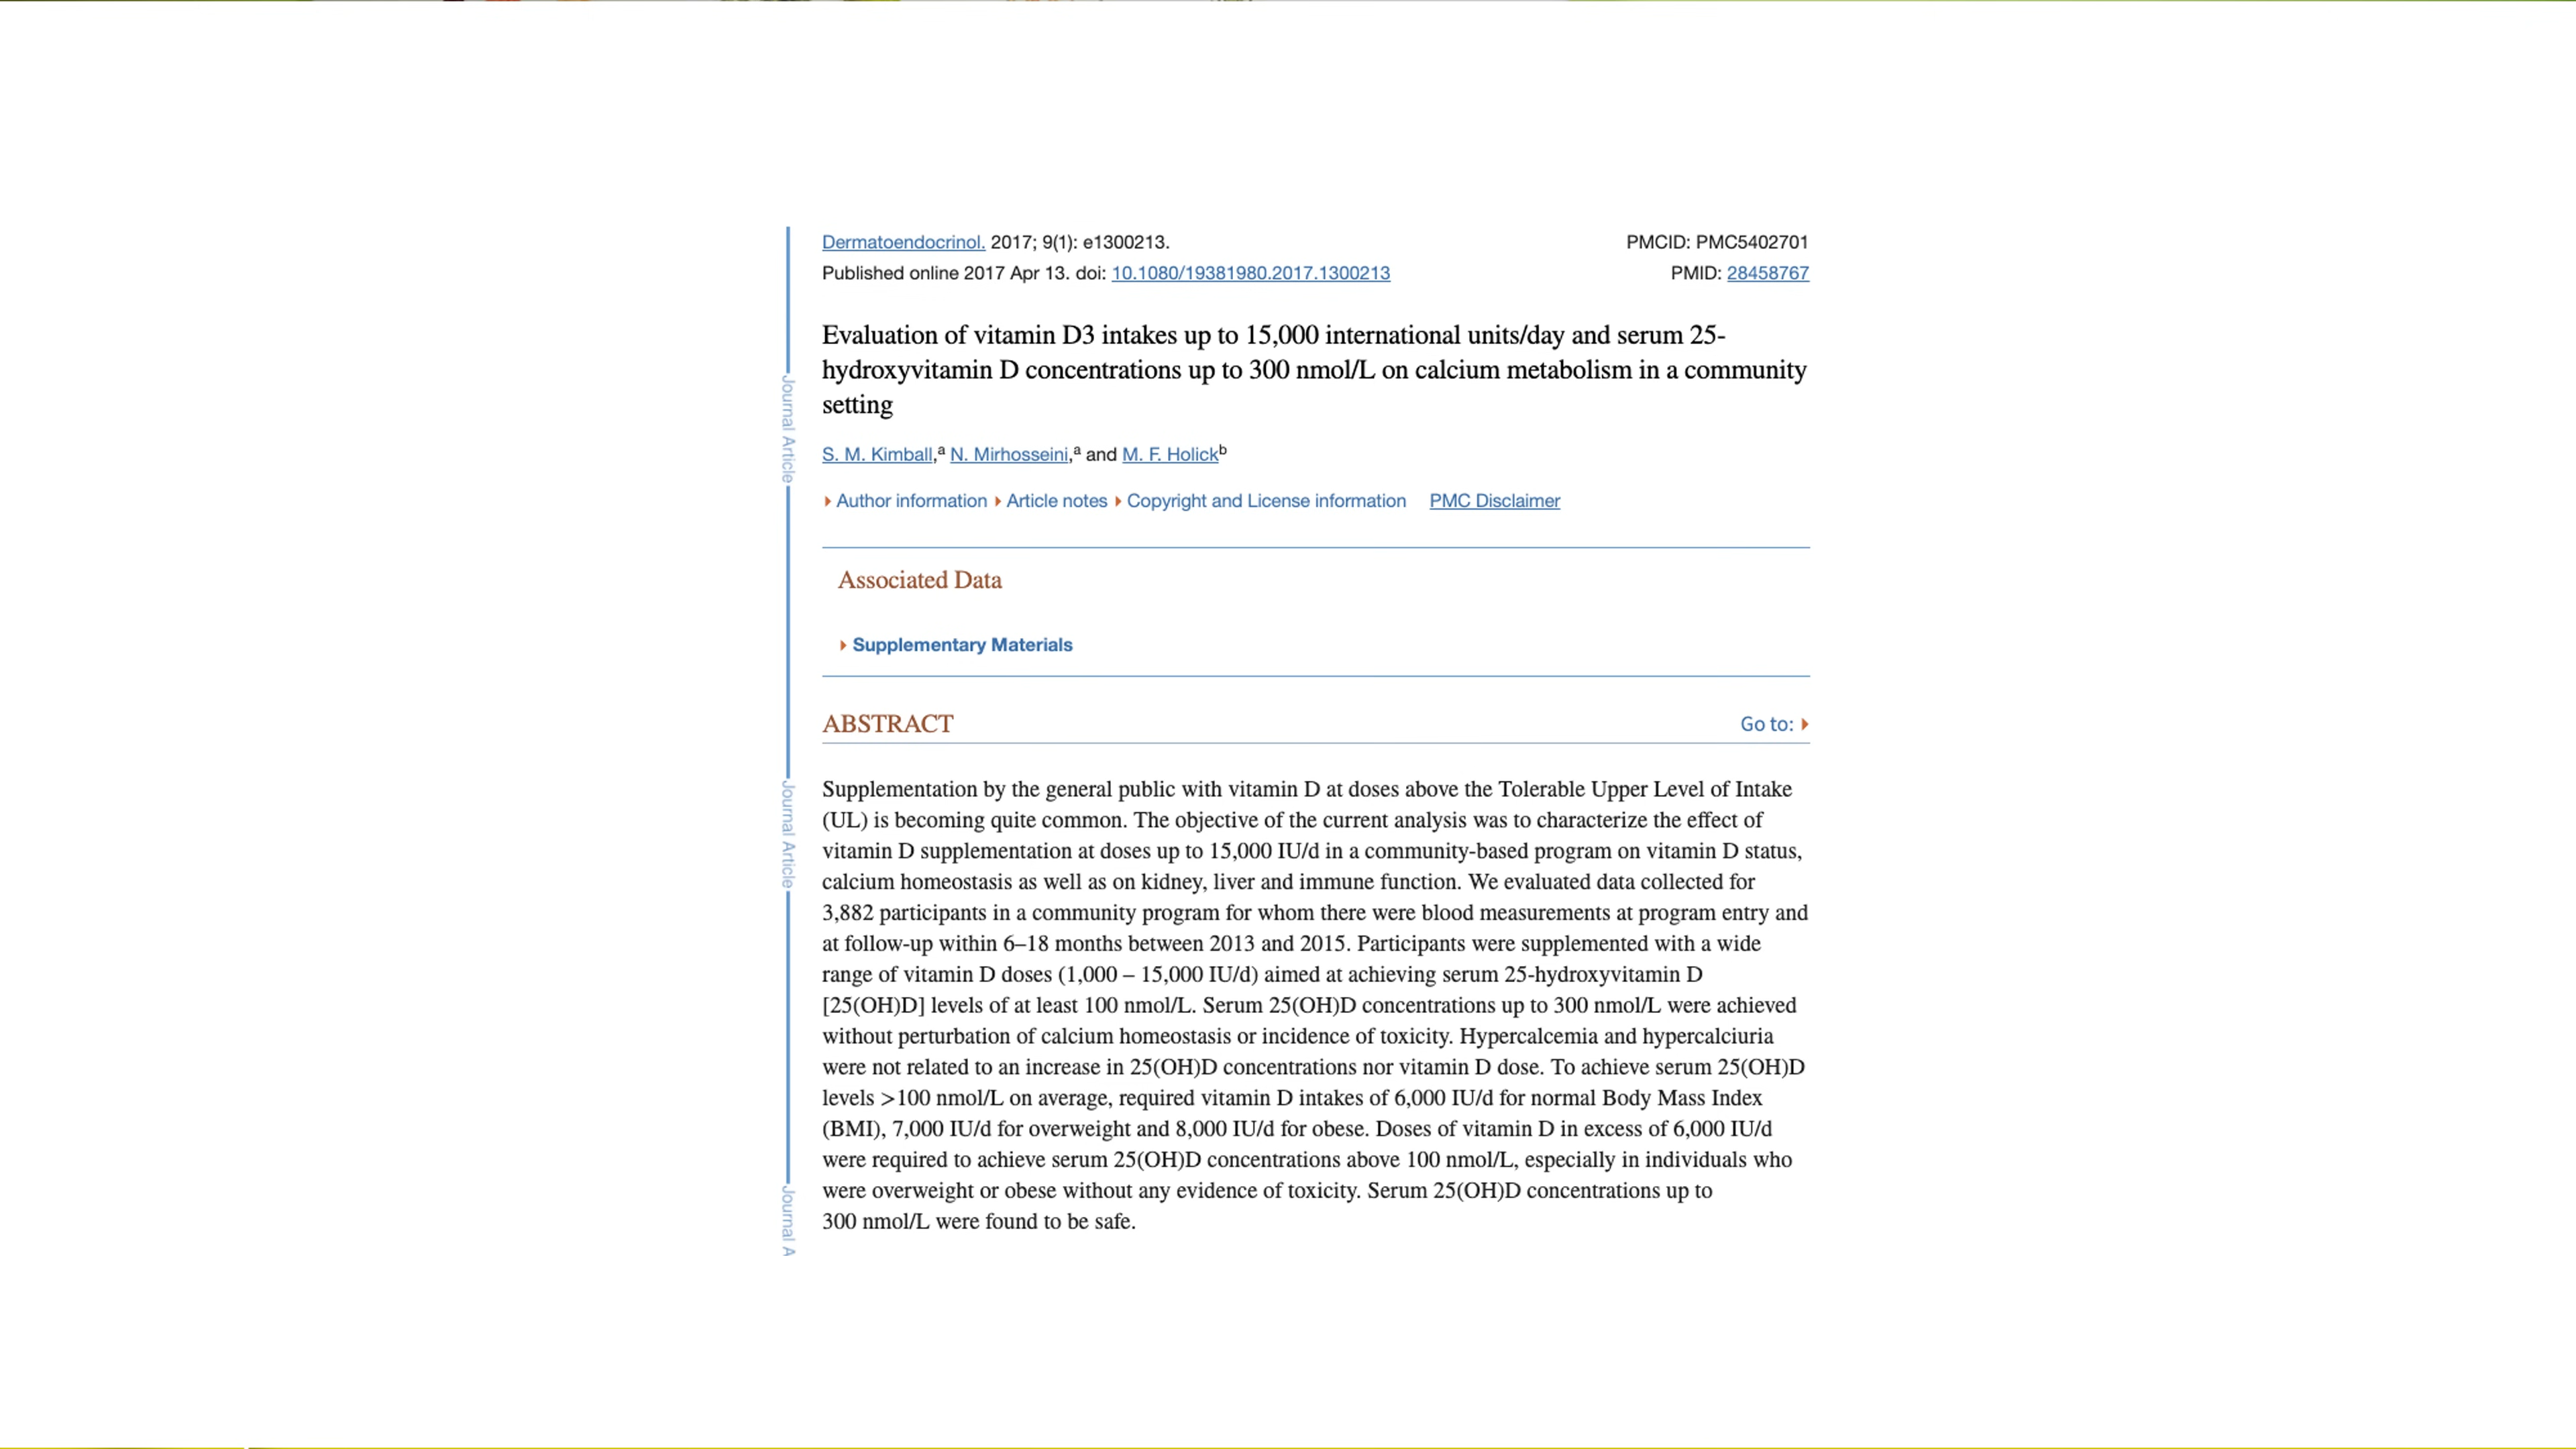 Dermatoendocrinol. 2017; 9(1): e1300213.
PMCID: PMC5402701
Published online 2017 Apr 13. doi: 10.1080/19381980.2017.1300213
PMID: 28458767
Evaluation of vitamin D3 intakes up to 15,000 international units/day and serum 25-
hydroxyvitamin D concentrations up to 300 nmol/L on calcium metabolism in a community
setting
S. M. Kimball,a N. Mirhosseini,a and M. F. Holickb
Author information Article notes Copyright and License information PMC Disclaimer
Associated Data
Supplementary Materials
ABSTRACT
Go to:
Supplementation by the general public with vitamin D at doses above the Tolerable Upper Level of Intake
(UL) is becoming quite common. The objective of the current analysis was to characterize the effect of
vitamin D supplementation at doses up to 15,000 IU/d in a community-based program on vitamin D status,
calcium homeostasis as well as on kidney, liver and immune function. We evaluated data collected for
3,882 participants in a community program for whom there were blood measurements at program entry and
at follow-up within 6–18 months between 2013 and 2015. Participants were supplemented with a wide
range of vitamin D doses (1,000 – 15,000 IU/d) aimed at achieving serum 25-hydroxyvitamin D
[25(OH)D] levels of at least 100 nmol/L. Serum 25(OH)D concentrations up to 300 nmol/L were achieved
without perturbation of calcium homeostasis or incidence of toxicity. Hypercalcemia and hypercalciuria
were not related to an increase in 25(OH)D concentrations nor vitamin D dose. To achieve serum 25(OH)D
levels >100 nmol/L on average, required vitamin D intakes of 6,000 IU/d for normal Body Mass Index
(BMI), 7,000 IU/d for overweight and 8,000 IU/d for obese. Doses of vitamin D in excess of 6,000 IU/d
were required to achieve serum 25(OH)D concentrations above 100 nmol/L, especially in individuals who
were overweight or obese without any evidence of toxicity. Serum 25(OH)D concentrations up to
300 nmol/L were found to be safe.
Journal Article
Journal Article
Journal A